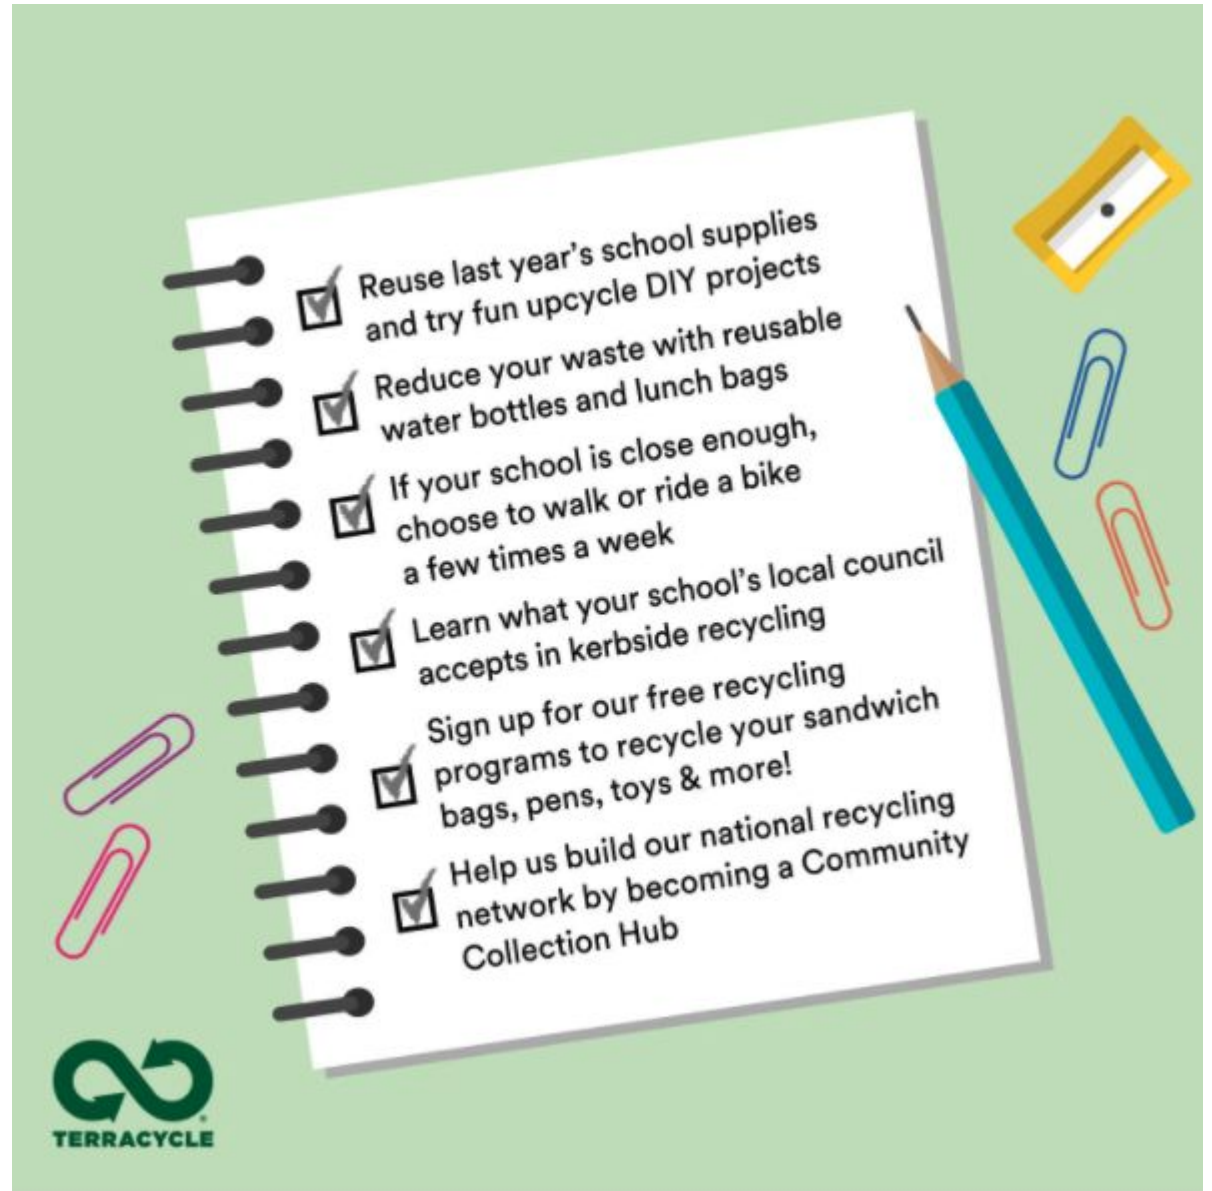 Reuse last year's school supplies
and try fun upcycle DIY projects
Reduce your waste with reusable
water bottles and lunch bags
If your school is close enough,
choose to walk or ride a bike
a few times a week
Learn what your school's local council
accepts in kerbside recycling
Sign up for our free recycling
programs to recycle your sandwich
bags, pens, toys & more!
Help us build our national recycling
network by becoming a Community
Collection Hub
TERRACYCLE